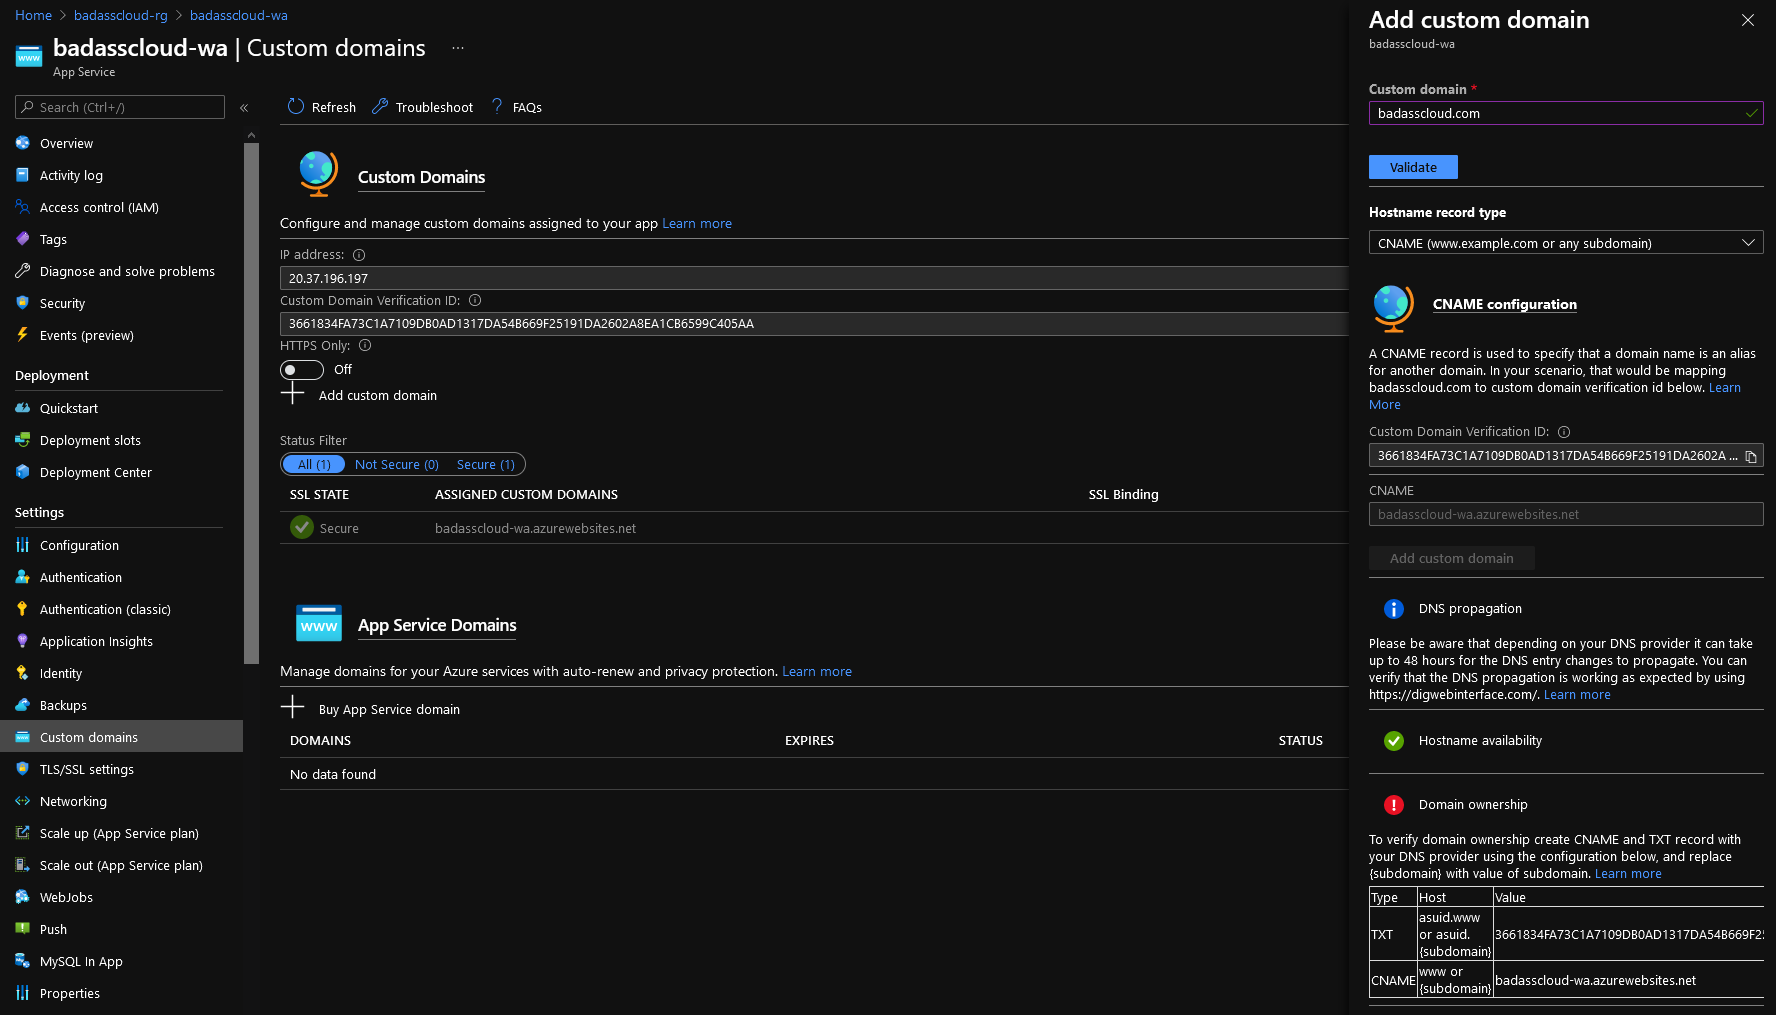 Home > badasscloud-rg > badasscloud-wa
badasscloud-wa | Custom domains ...
App Service
Search (Ctrl+/)
«
Overview
Activity log
Access control (IAM)
Tags
Diagnose and solve problems
Security
Events (preview)
Deployment
Quickstart
Deployment slots
Deployment Center
Settings
Configuration
Authentication
Authentication (classic)
Application Insights
Identity
Backups
Custom domains
TLS/SSL settings
Networking
Scale up (App Service plan)
Scale out (App Service plan)
WebJobs
Push
MySQL In App
Properties
Refresh Troubleshoot ? FAQs
Custom Domains
Configure and manage custom domains assigned to your app Learn more
IP address:
20.37.196.197
Custom Domain Verification ID:
3661834FA73C1A7109DB0AD1317DA54B669F25191DA2602A8EA1CB6599C405AA
HTTPS Only:
Off
Add custom domain
Status Filter
All (1) Not Secure (0) Secure (1)
SSL STATE ASSIGNED CUSTOM DOMAINS SSL Binding
Secure badasscloud-wa.azurewebsites.net
www
App Service Domains
Manage domains for your Azure services with auto-renew and privacy protection. Learn more
Buy App Service domain
DOMAINS EXPIRES STATUS
No data found
Add custom domain
badasscloud-wa
Custom domain *
badasscloud.com
Validate
Hostname record type
CNAME (www.example.com or any subdomain)
CNAME configuration
A CNAME record is used to specify that a domain name is an alias
for another domain. In your scenario, that would be mapping
badasscloud.com to custom domain verification id below. Learn
More
Custom Domain Verification ID:
3661834FA73C1A7109DB0AD1317DA54B669F25191DA2602A ...
CNAME
badasscloud-wa.azurewebsites.net
Add custom domain
DNS propagation
Please be aware that depending on your DNS provider it can take
up to 48 hours for the DNS entry changes to propagate. You can
verify that the DNS propagation is working as expected by using
https://digwebinterface.com/. Learn more
Hostname availability
Domain ownership
To verify domain ownership create CNAME and TXT record with
your DNS provider using the configuration below, and replace
{subdomain} with value of subdomain. Learn more
Type Host Value
TXT
asuid.www
or asuid.
{subdomain}
3661834FA73C1A7109DB0AD1317DA54B669F2
CNAME
www or
{subdomain}
badasscloud-wa.azurewebsites.net